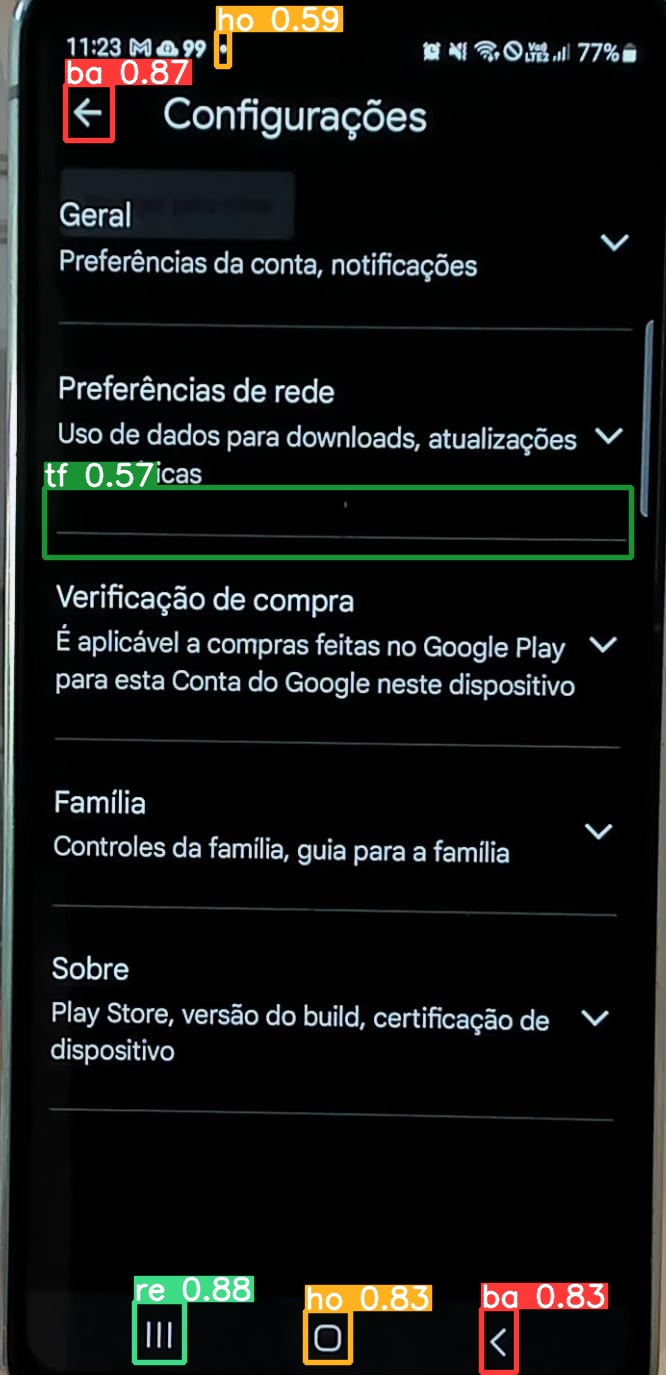 ho 0.59
11:23 99 77%
ba 0.87
Configurações
Geral
Preferências da conta, notificações
Preferências de rede
Uso de dados para downloads, atualizações
tf 0.57 icas
Verificação de compra
É aplicável a compras feitas no Google Play
para esta Conta do Google neste dispositivo
Família
Controles da família, guia para a família
Sobre
Play Store, versão do build, certificação de
dispositivo
re 0.88 ho 0.83 ba 0.83